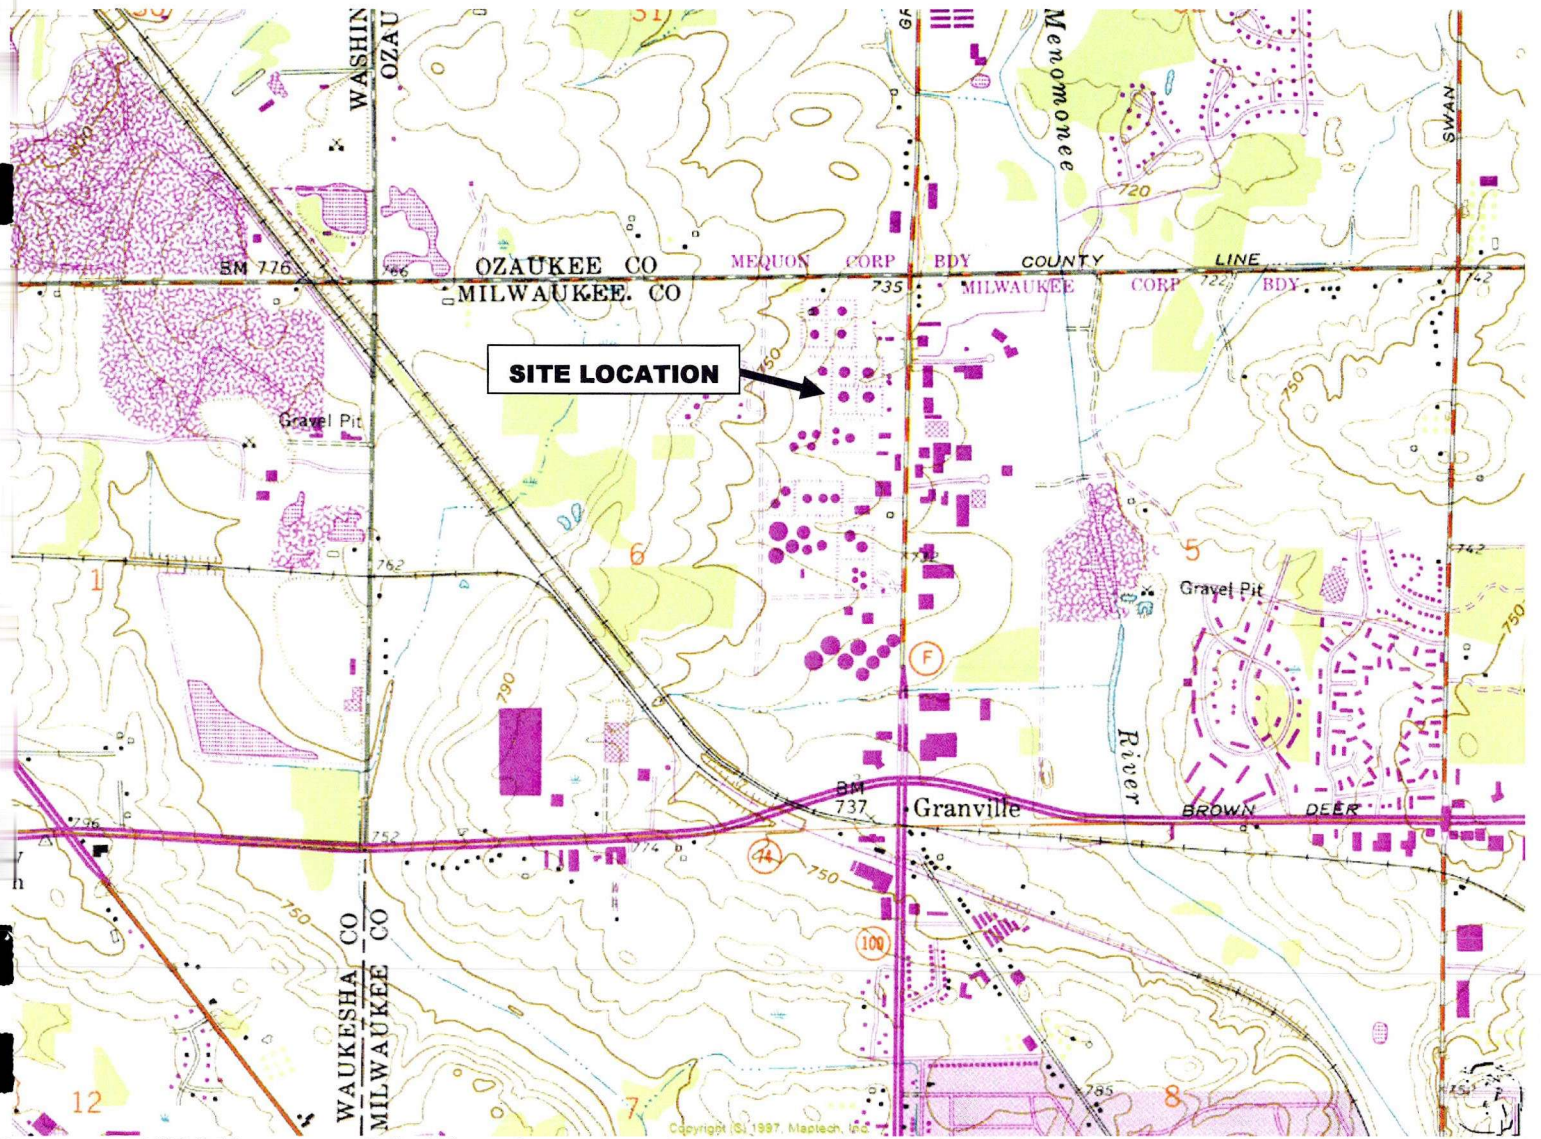 31
WASHIN
OZAU
Menomonee
SWAN
720
BM 776
766
OZAUKEE CO
MEQUON CORP BDY
COUNTY LINE
MILWAUKEE CO
735
MILWAUKEE CORP BDY
722
742
SITE LOCATION
750
750
Gravel Pit
762
6
5
742
1
Gravel Pit
750
F
790
River
BM
737
Granville
BROWN DEER
796
752
774
74
750
750
100
WAUKESHA CO
MILWAUKEE CO
12
7
785
8
Copyright (S) 1997, Maptech, Inc.